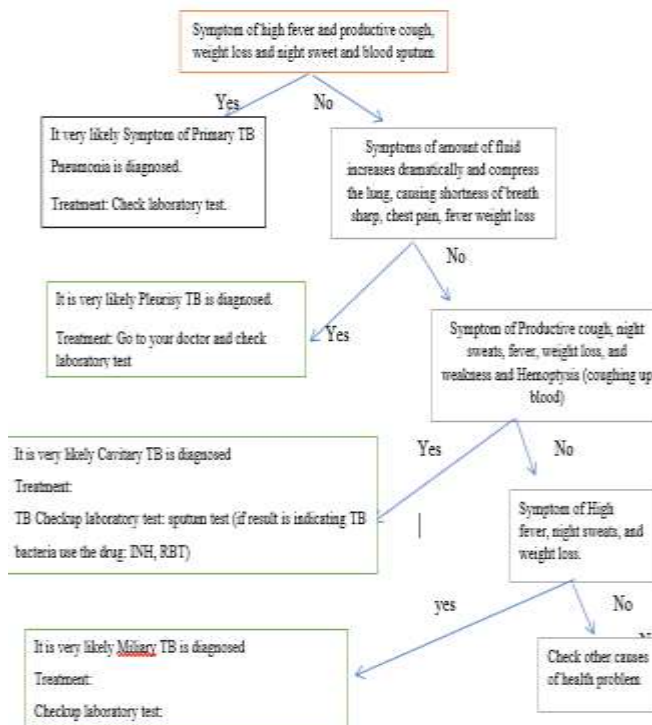 Symptom of high fever and productive cough,
weight loss and night sweet and blood sputum.
Yes
No
It very likely Symptom of Primary TB
Pneumonia is diagnosed.
Treatment: Check laboratory test.
Symptoms of amount of fluid
increases dramatically and compress
the lung, causing shortness of breath
sharp, chest pain, fever weight loss
No
It is very likely Pleurisy TB is diagnosed.
Treatment: Go to your doctor and check
laboratory test
Yes
Symptom of Productive cough, night
sweats, fever, weight loss, and
weakness and Hemoptysis (coughing up
blood)
Yes
No
It is very likely Cavitary TB is diagnosed
Treatment:
TB Checkup laboratory test: sputum test (if result is indicating TB
bacteria use the drug: INH, RBT)
Symptom of High
fever, night sweats, and
weight loss.
yes
No
It is very likely Miliary TB is diagnosed
Treatment:
Checkup laboratory test:
Check other causes
of health problem